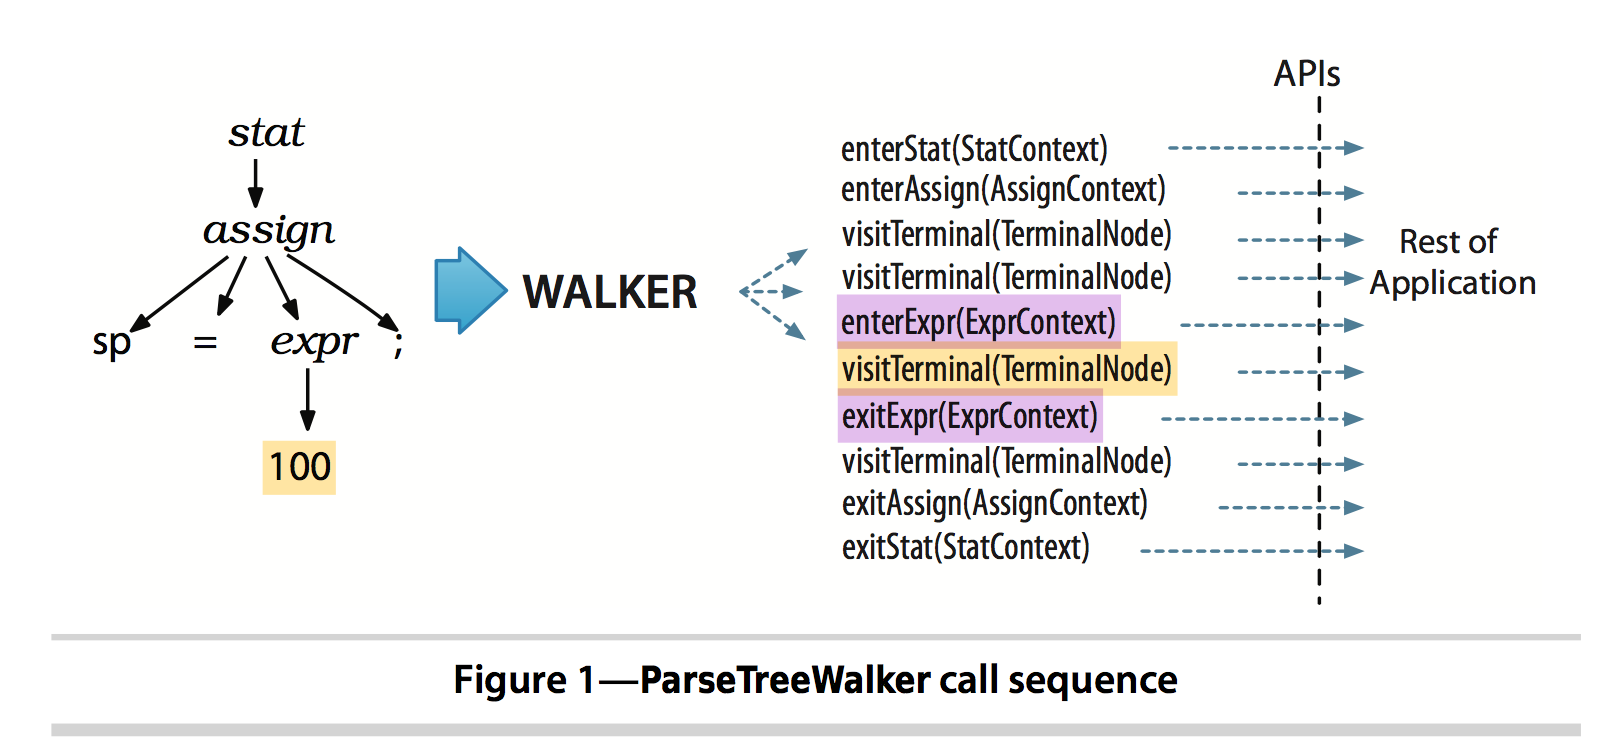 stat
assign
sp = expr ;
100
WALKER
APIs
enterStat(StatContext)
enterAssign(AssignContext)
visitTerminal(TerminalNode)
visitTerminal(TerminalNode)
enterExpr(ExprContext)
visitTerminal(TerminalNode)
exitExpr(ExprContext)
visitTerminal(TerminalNode)
exitAssign(AssignContext)
exitStat(StatContext)
Rest of
Application
Figure 1—ParseTreeWalker call sequence